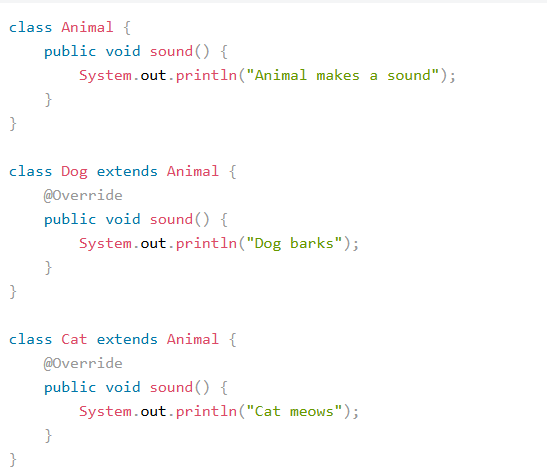 class Animal {
    public void sound() {
        System.out.println("Animal makes a sound");
    }
}

class Dog extends Animal {
    @Override
    public void sound() {
        System.out.println("Dog barks");
    }
}

class Cat extends Animal {
    @Override
    public void sound() {
        System.out.println("Cat meows");
    }
}